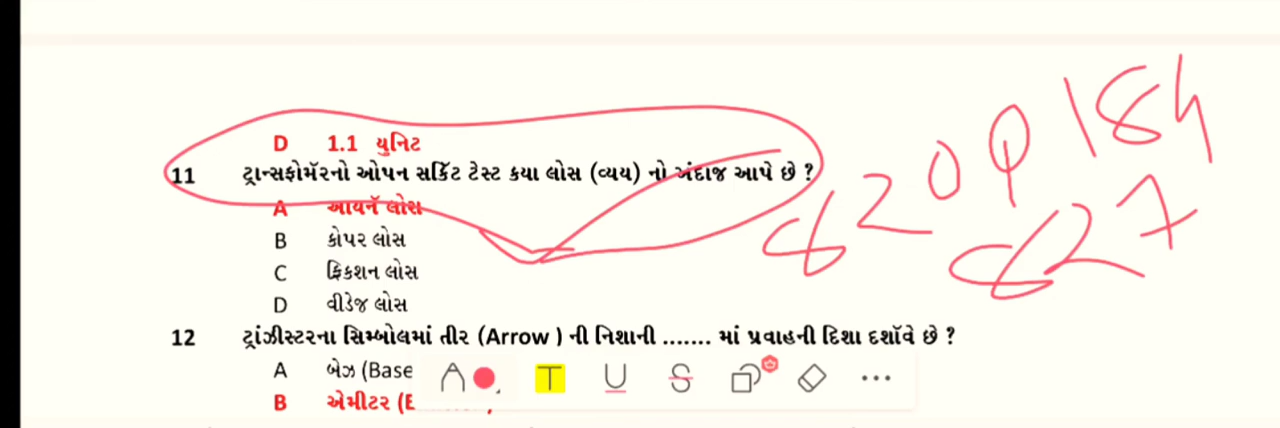 D 1.1 યુનિટ
11 ટ્રાન્સફોર્મરનો ઓપન સર્કિટ ટેસ્ટ કયા લોસ (વ્યય) નો અંદાજ આપે છે ?
A આયર્ન લોસ
B કોપર લોસ
C ફ્રિકશન લોસ
D વીડેજ લોસ
12 ટ્રાંઝીસ્ટરના સિમ્બોલમાં તીર (Arrow ) ની નિશાની ....... માં પ્રવાહની દિશા દર્શાવે છે ?
A બેઝ (Base
B એમીટર (E